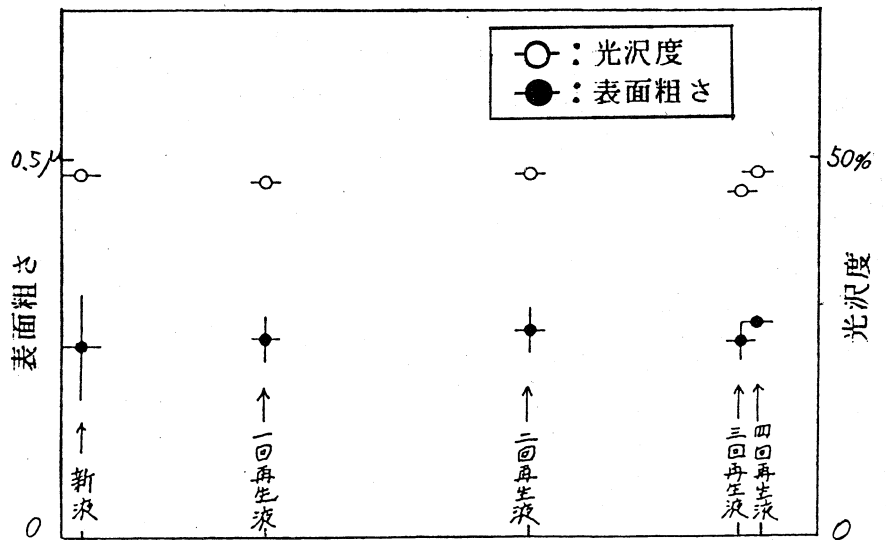 光沢度
表面粗さ
0.5μ
50%
表面粗さ
光沢度
新液
一回再生液
二回再生液
三回再生液
四回再生液
0
0